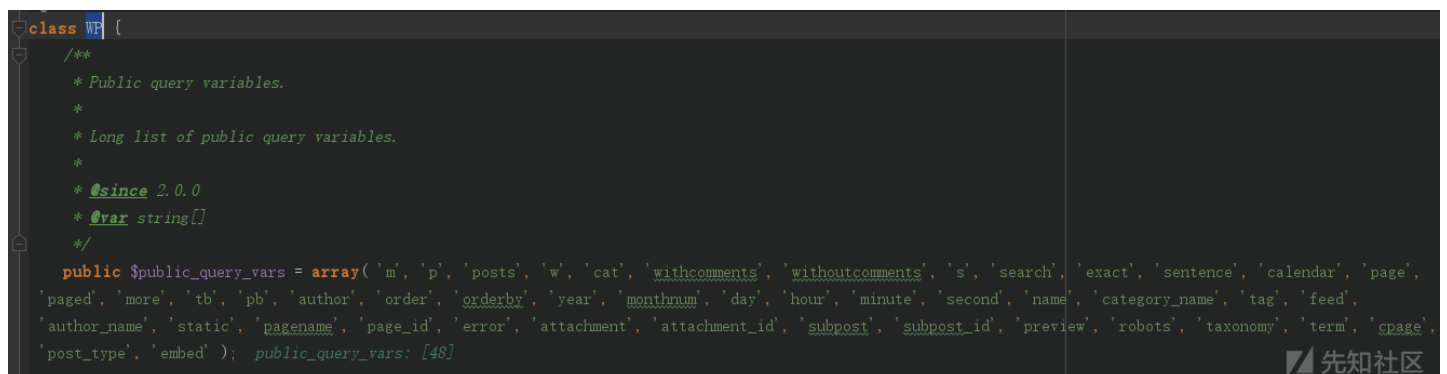 class WP {
/**
* Public query variables.
*
* Long list of public query variables.
*
* @since 2.0.0
* @var string[]
*/
public $public_query_vars = array( 'm', 'p', 'posts', 'w', 'cat', 'withcomments', 'withoutcomments', 's', 'search', 'exact', 'sentence', 'calendar', 'page',
'paged', 'more', 'tb', 'pb', 'author', 'order', 'orderby', 'year', 'monthnum', 'day', 'hour', 'minute', 'second', 'name', 'category_name', 'tag', 'feed',
'author_name', 'static', 'pagename', 'page_id', 'error', 'attachment', 'attachment_id', 'subpost', 'subpost_id', 'preview', 'robots', 'taxonomy', 'term', 'cpage',
'post_type', 'embed' ); public_query_vars: [48]
先知社区